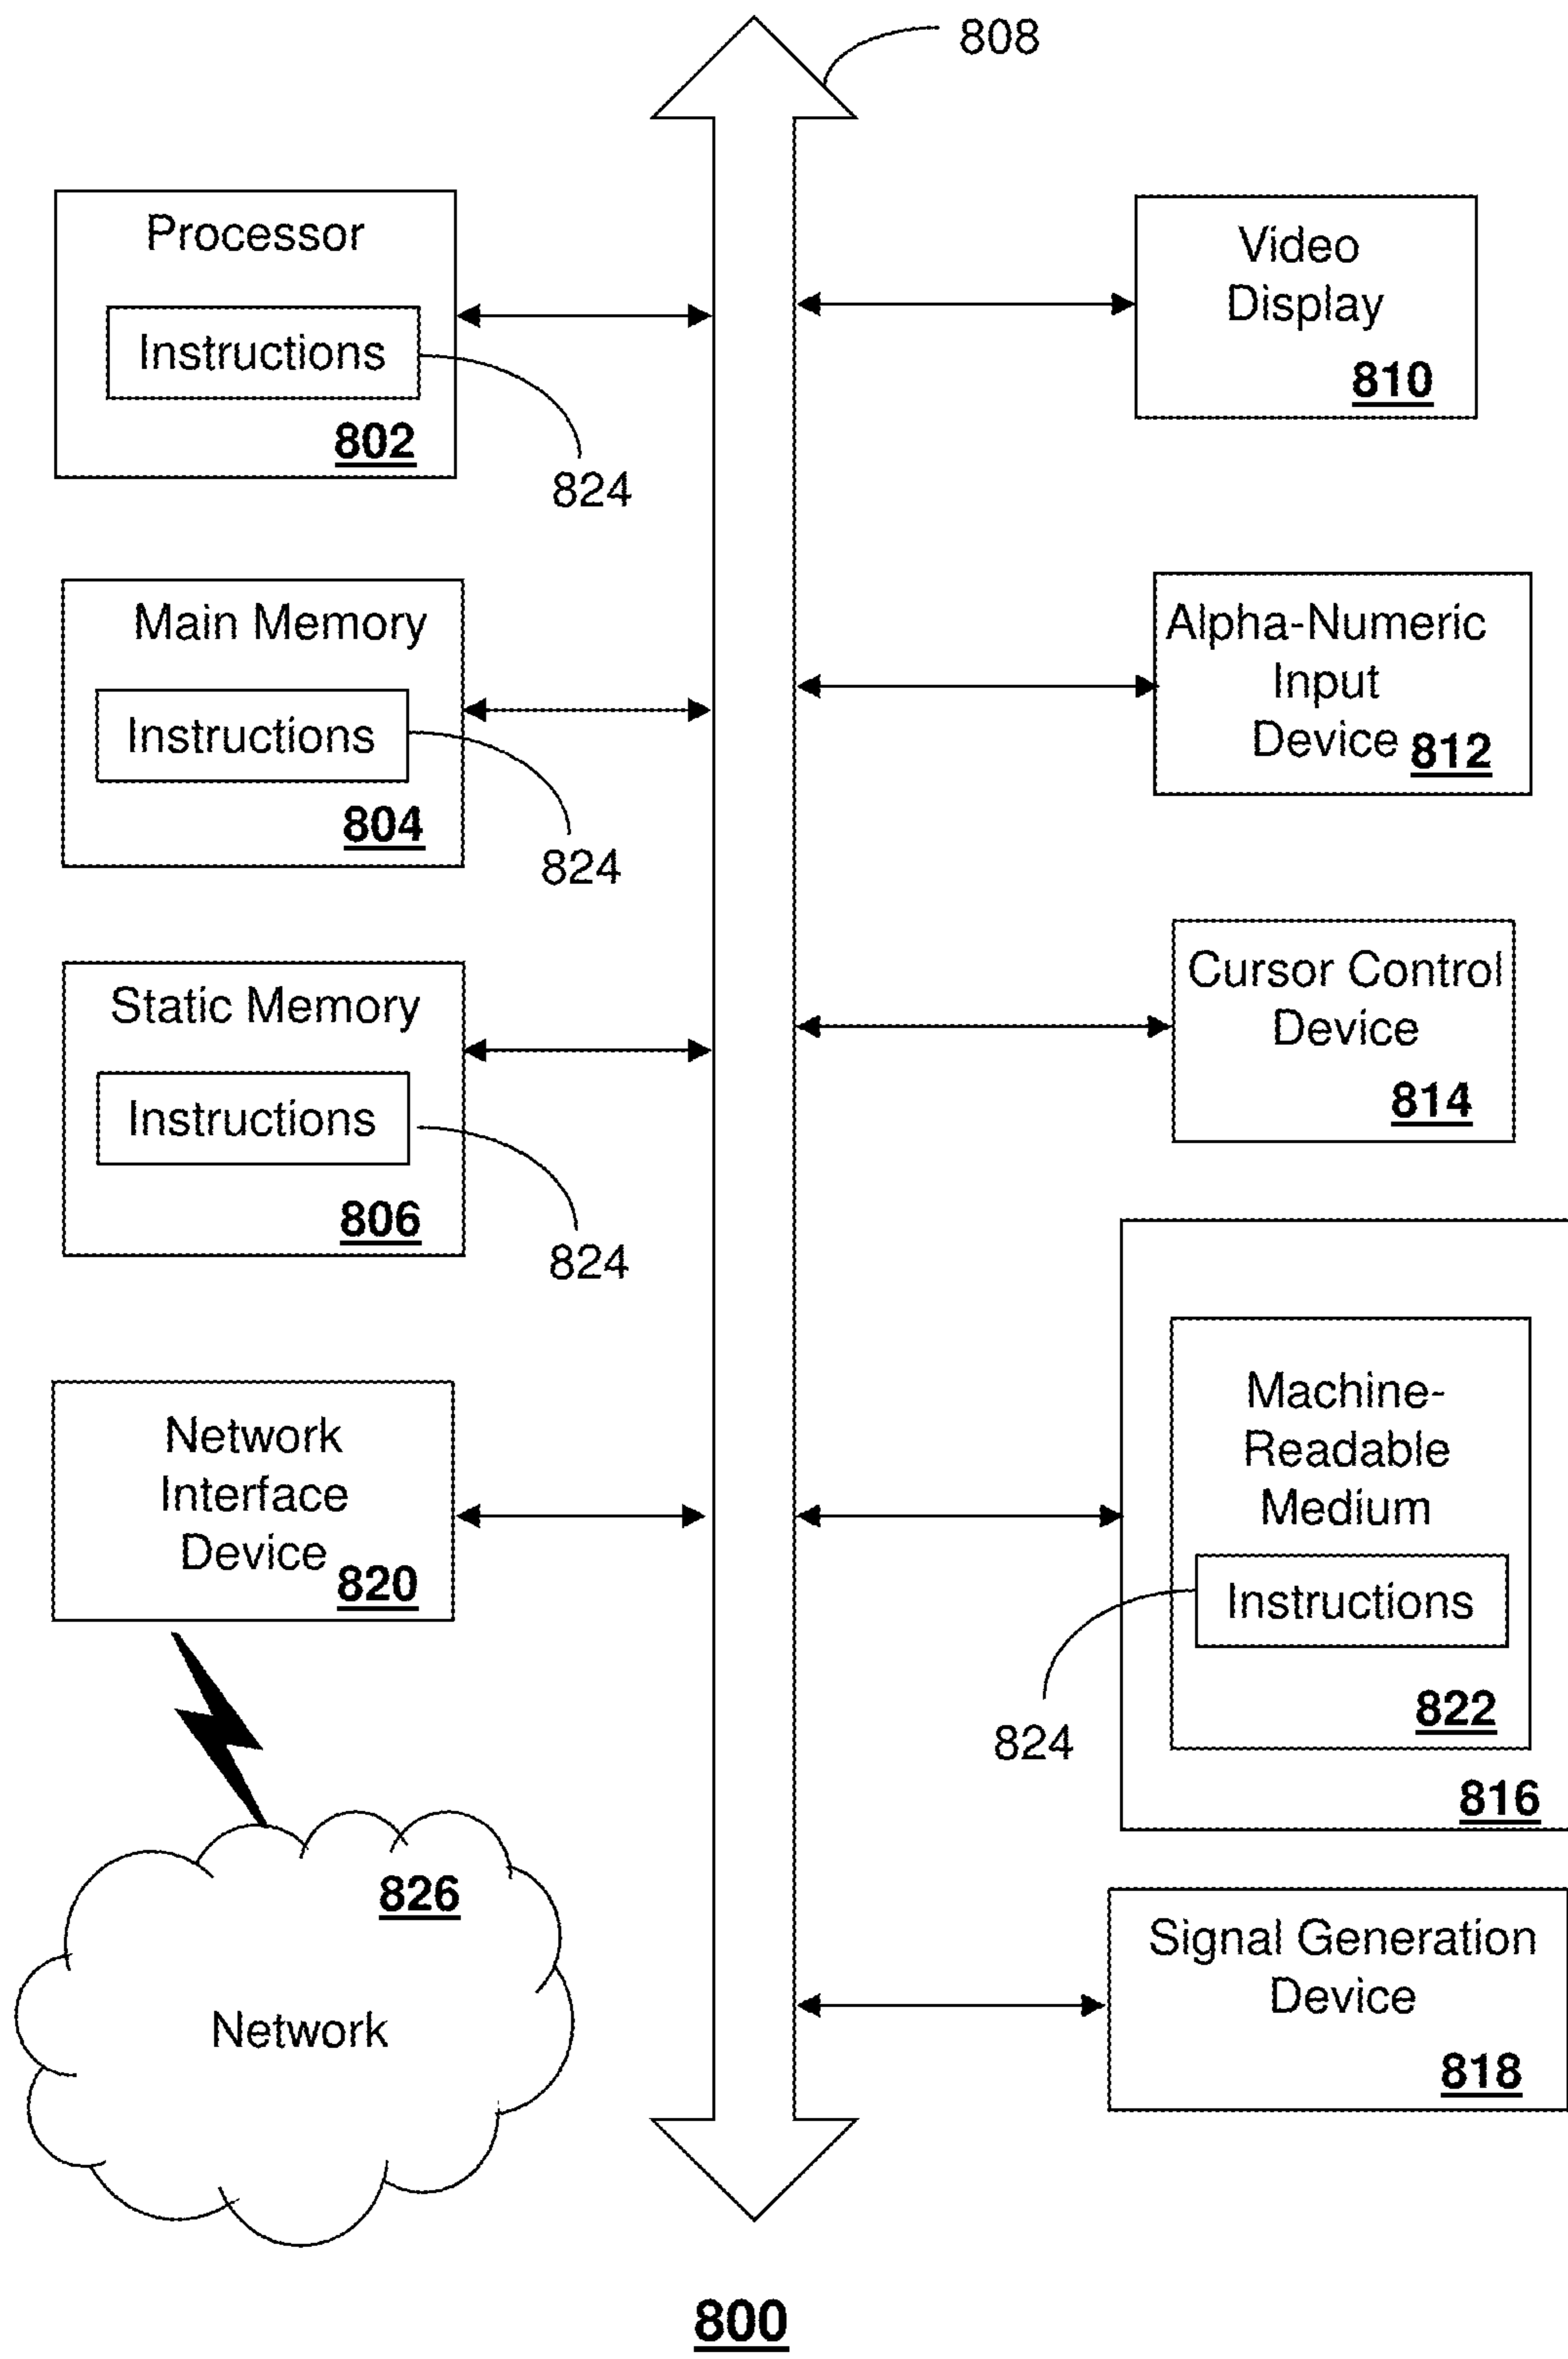 808
Processor
Instructions
802
824
Main Memory
Instructions
804
824
Static Memory
Instructions
806
824
Network
Interface
Device
820
826
Network
Video
Display
810
Alpha-Numeric
Input
Device 812
Cursor Control
Device
814
Machine-
Readable
Medium
Instructions
822
824
816
Signal Generation
Device
818
800